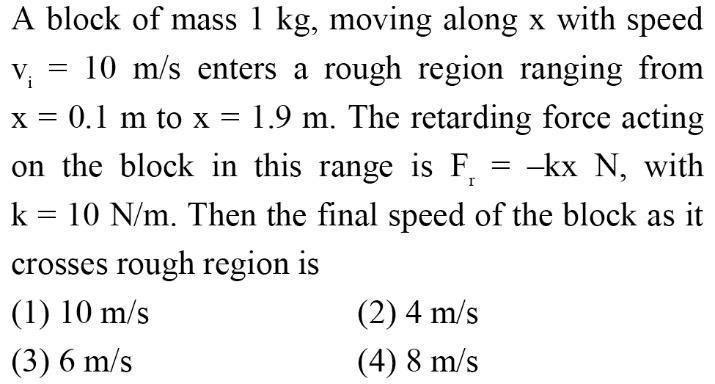 A block of mass 1 kg, moving along x with speed
vᵢ = 10 m/s enters a rough region ranging from
x = 0.1 m to x = 1.9 m. The retarding force acting
on the block in this range is Fᵣ = –kx N, with
k = 10 N/m. Then the final speed of the block as it
crosses rough region is
(1) 10 m/s (2) 4 m/s
(3) 6 m/s (4) 8 m/s